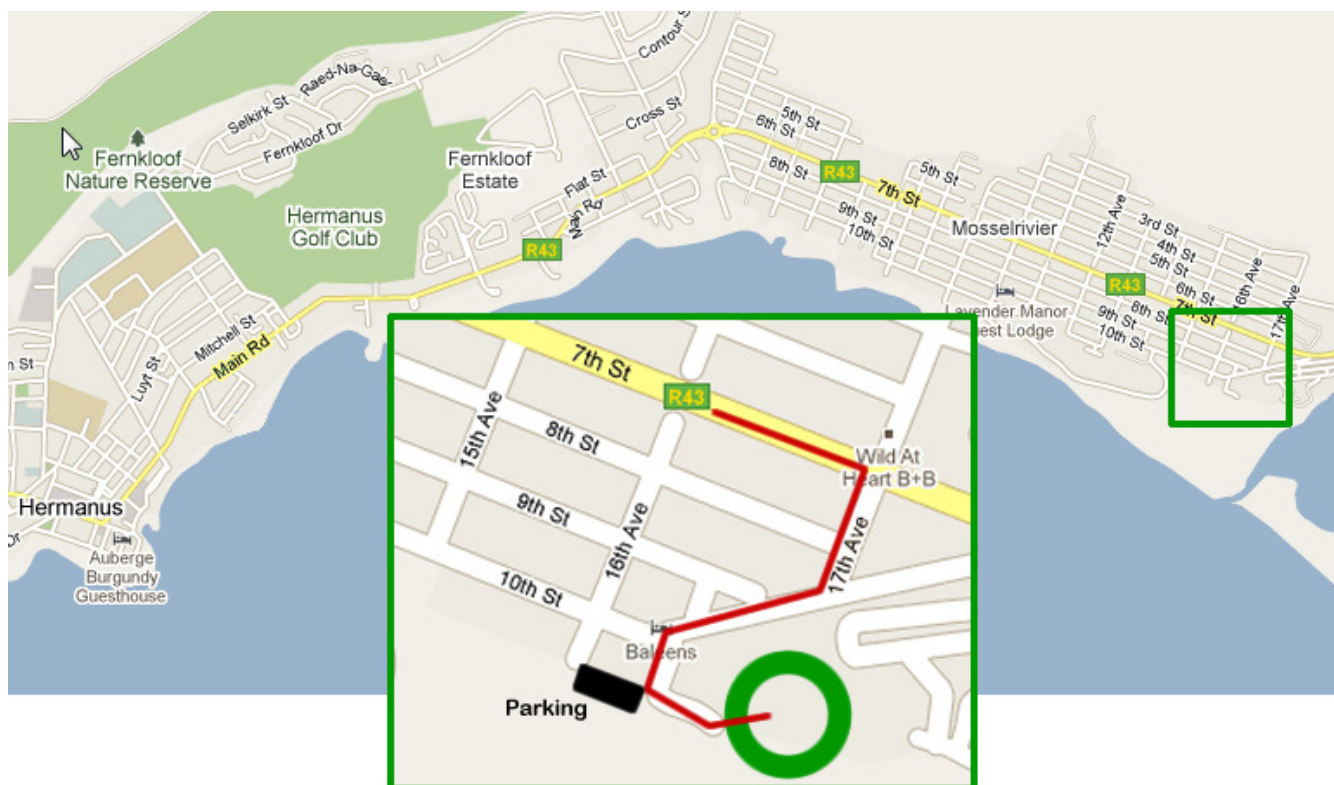 Contour St
Raed-Na-Gael
Selkirk St
Fernkloof Dr
Cross St
5th St
6th St
8th St
R43
7th St
5th St
Fernkloof
Nature Reserve
Fernkloof
Estate
Flat St
Main Rd
Hermanus
Golf Club
R43
9th St
10th St
Mosselrivier
12th Ave
3rd St
4th St
5th St
6th St
16th Ave
17th Ave
R43
7th St
8th St
9th St
10th St
Lavender Manor
Lodge
Mitchell St
Main Rd
Luyt St
St
Hermanus
Dr
Auberge
Burgundy
Guesthouse
7th St
R43
15th Ave
8th St
Wild At
Heart B+B
9th St
16th Ave
17th Ave
10th St
Baleens
Parking